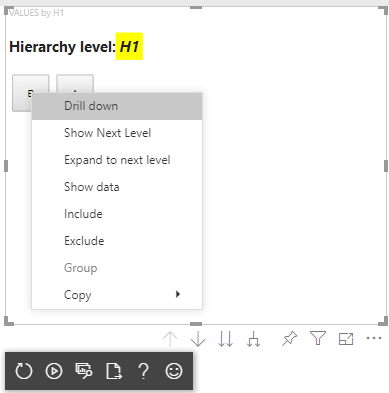 VALUES by H1
Hierarchy level: H1
Drill down
Show Next Level
Expand to next level
Show data
Include
Exclude
Group
Copy